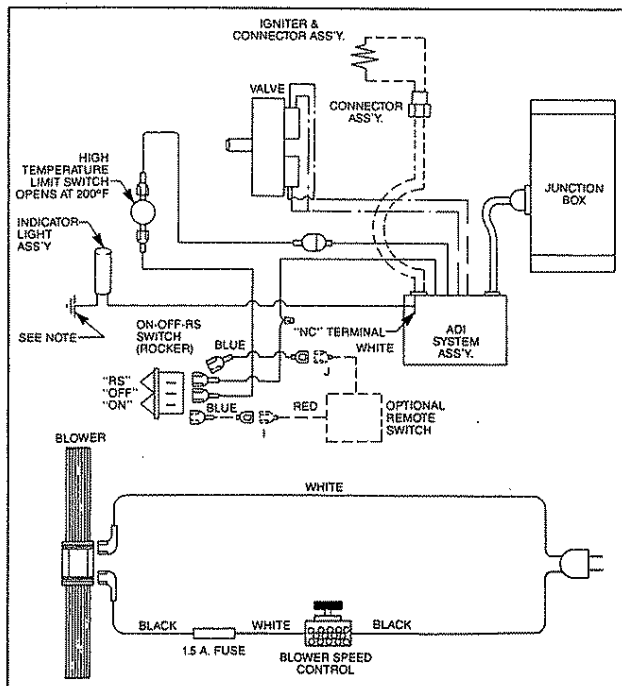 IGNITER &
CONNECTOR ASS'Y.
VALVE
CONNECTOR
ASS'Y.
HIGH
TEMPERATURE
LIMIT SWITCH
OPENS AT 200°F
JUNCTION
BOX
INDICATOR
LIGHT
ASS'Y
SEE NOTE
ON-OFF-RS
SWITCH
(ROCKER)
"NC" TERMINAL
WHITE
ADI
SYSTEM
ASS'Y.
BLUE
J
"RS"
"OFF"
"ON"
BLUE
RED
I
OPTIONAL
REMOTE
SWITCH
BLOWER
WHITE
BLACK
WHITE
BLACK
1.5 A. FUSE
BLOWER SPEED
CONTROL